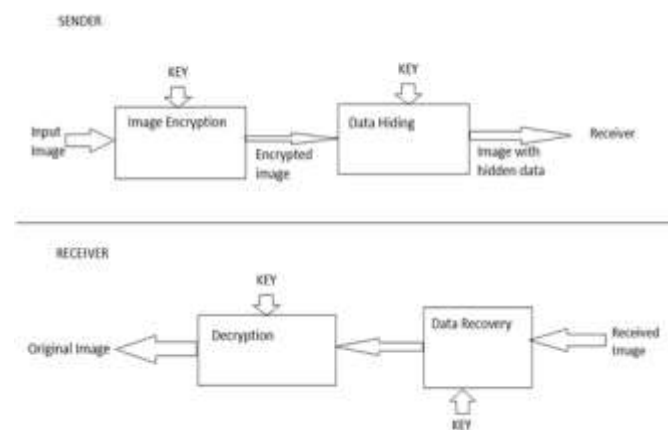 SENDER
KEY
KEY
Input
Image
Image Encryption
Encrypted
image
Data Hiding
Image with
hidden data
Receiver
RECEIVER
KEY
Original Image
Decryption
Data Recovery
Received
Image
KEY